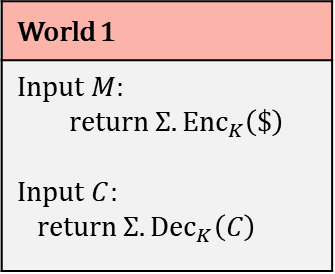 World 1
Input M:
return Σ. Enc_K($)
Input C:
return Σ. Dec_K(C)